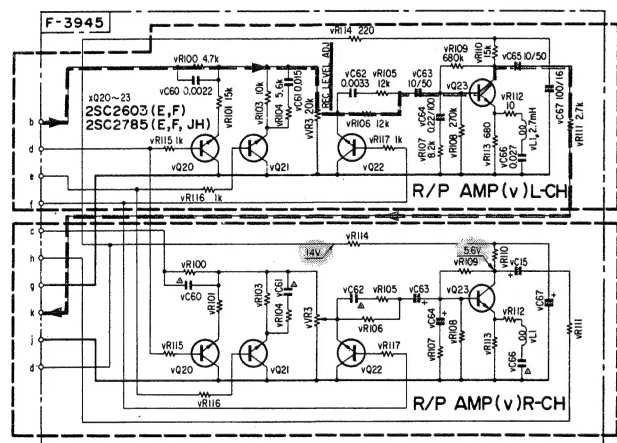 F-3945
vR114 220
vR100 4.7k
vC60 0.0022
vR101 15k
vR103 10k
vR104 5.6k
vC61 0.015
vR3 20k
REC LEVEL ADJ
vC62 0.0033
vR105 12k
vR106 12k
vC63 10/50
vR109 680k
vR110 15k
vC65 10/50
vQ23
vC64 0.22/100
vR107 8.2k
vR108 270k
vR112 10
vL1 2.7mH
vR113 680
vC66 0.027
vC67 100/16
vR111 2.7k
xQ20~23
2SC2603(E,F)
2SC2785(E,F, JH)
b
d
e
f
vR115 1k
vQ20
vQ21
vR117 1k
vQ22
vR116 1k
R/P AMP(v)L-CH
c
h
g
k
j
d
vR114
14V
5.6V
vR100
vC60
vR101
vR103
vC61
vR104
vVR3
vC62
vR105
vR106
vC63
vR109
vR110
vC15
vQ23
vC64
vR107
vR108
vR112
vL1
vR113
vC66
vC67
vR111
vR115
vQ20
vQ21
vR117
vQ22
vR116
R/P AMP(v)R-CH